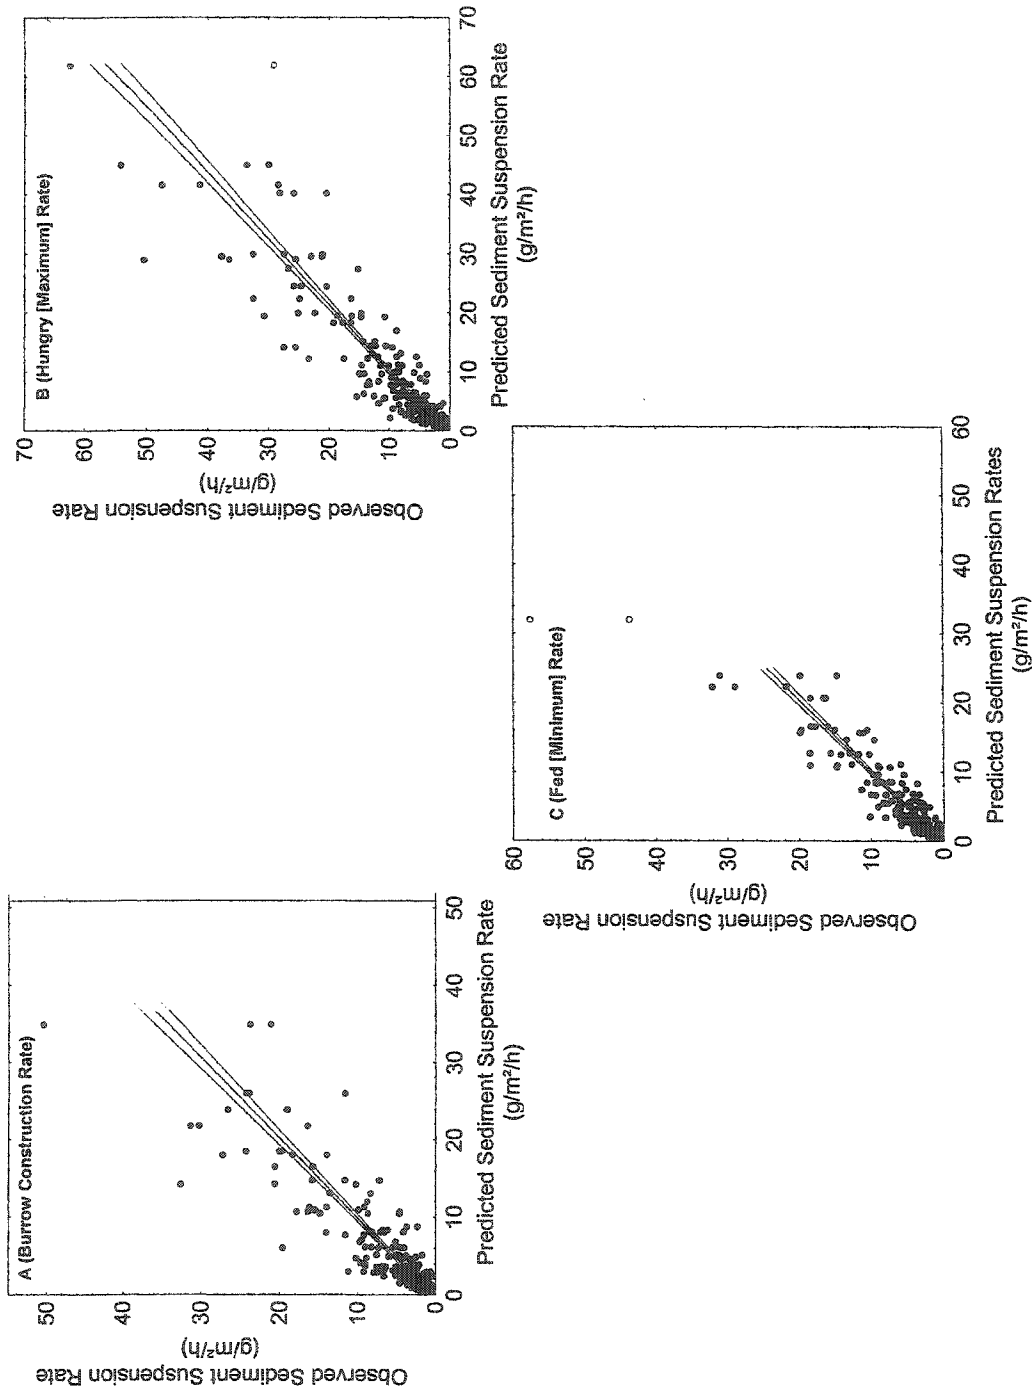 A (Burrow Construction Rate)
50
40
30
20
10
0
Observed Sediment Suspension Rate
(g/m²/h)
0
10
20
30
40
50
Predicted Sediment Suspension Rate
(g/m²/h)
B (Hungry [Maximum] Rate)
70
60
50
40
30
20
10
0
Observed Sediment Suspension Rate
(g/m²/h)
0
10
20
30
40
50
60
70
Predicted Sediment Suspension Rate
(g/m²/h)
C (Fed [Minimum] Rate)
60
50
40
30
20
10
0
Observed Sediment Suspension Rate
(g/m²/h)
0
10
20
30
40
50
60
Predicted Sediment Suspension Rates
(g/m²/h)